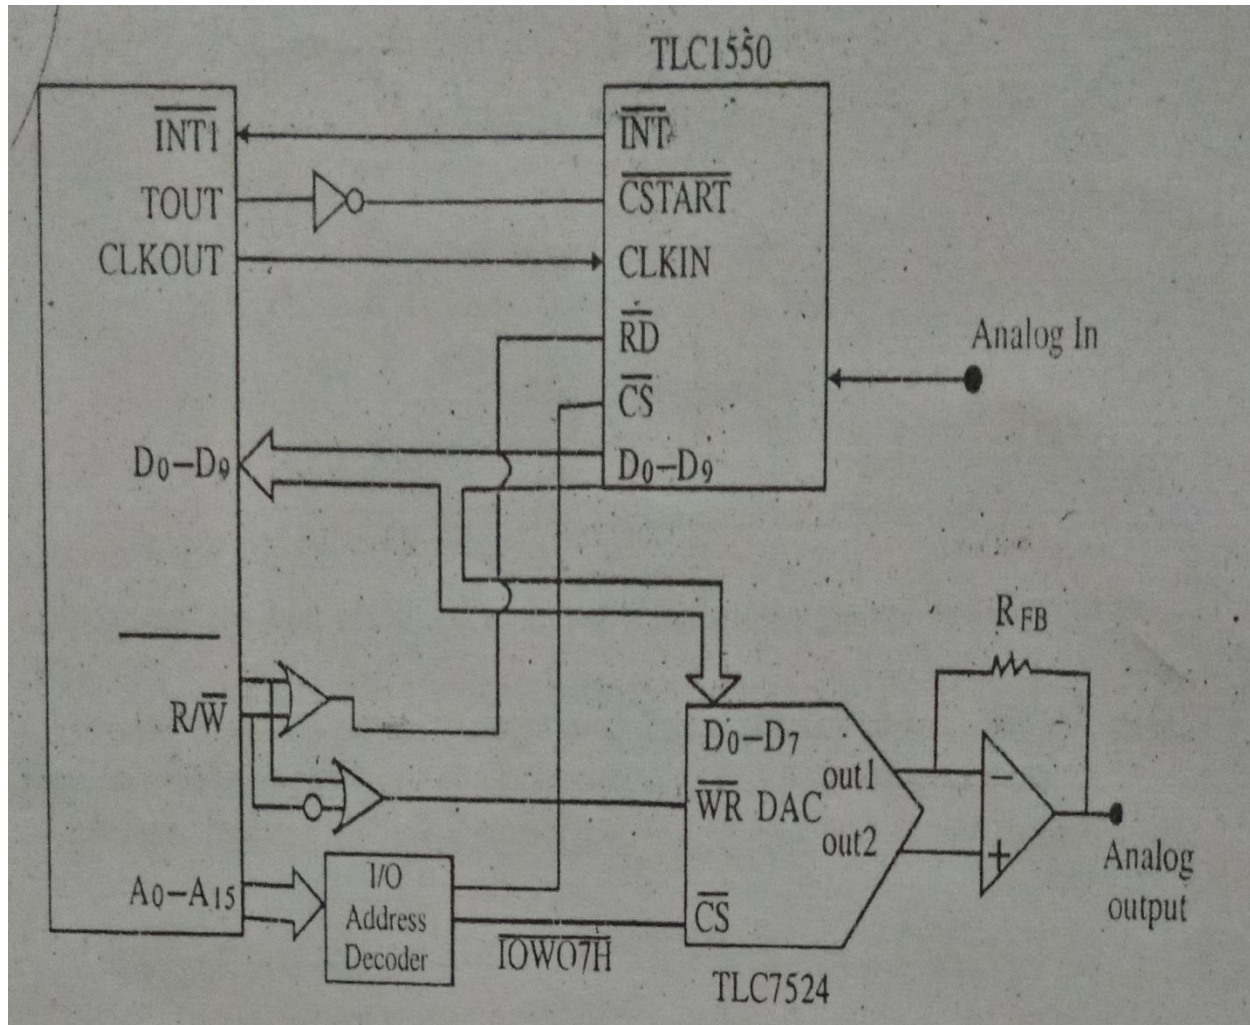 TLC1550
INT1
INT
TOUT
CSTART
CLKOUT
CLKIN
RD
Analog In
CS
D0–D9
D0–D9
RFB
R/W
D0–D7
out1
WR DAC
out2
Analog
output
A0–A15
I/O
Address
Decoder
CS
IOWO7H
TLC7524